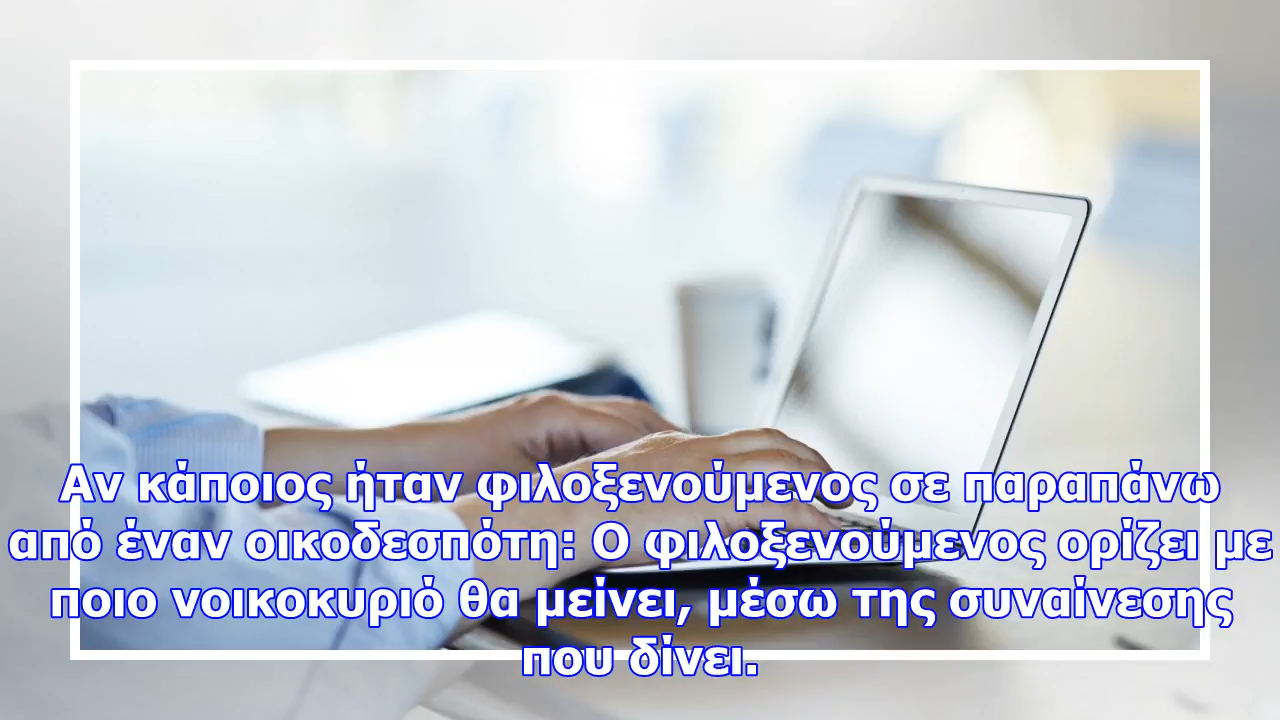 Αν κάποιος ήταν φιλοξενούμενος σε παραπάνω
από έναν οικοδεσπότη: Ο φιλοξενούμενος ορίζει με
ποιο νοικοκυριό θα μείνει, μέσω της συναίνεσης
που δίνει.